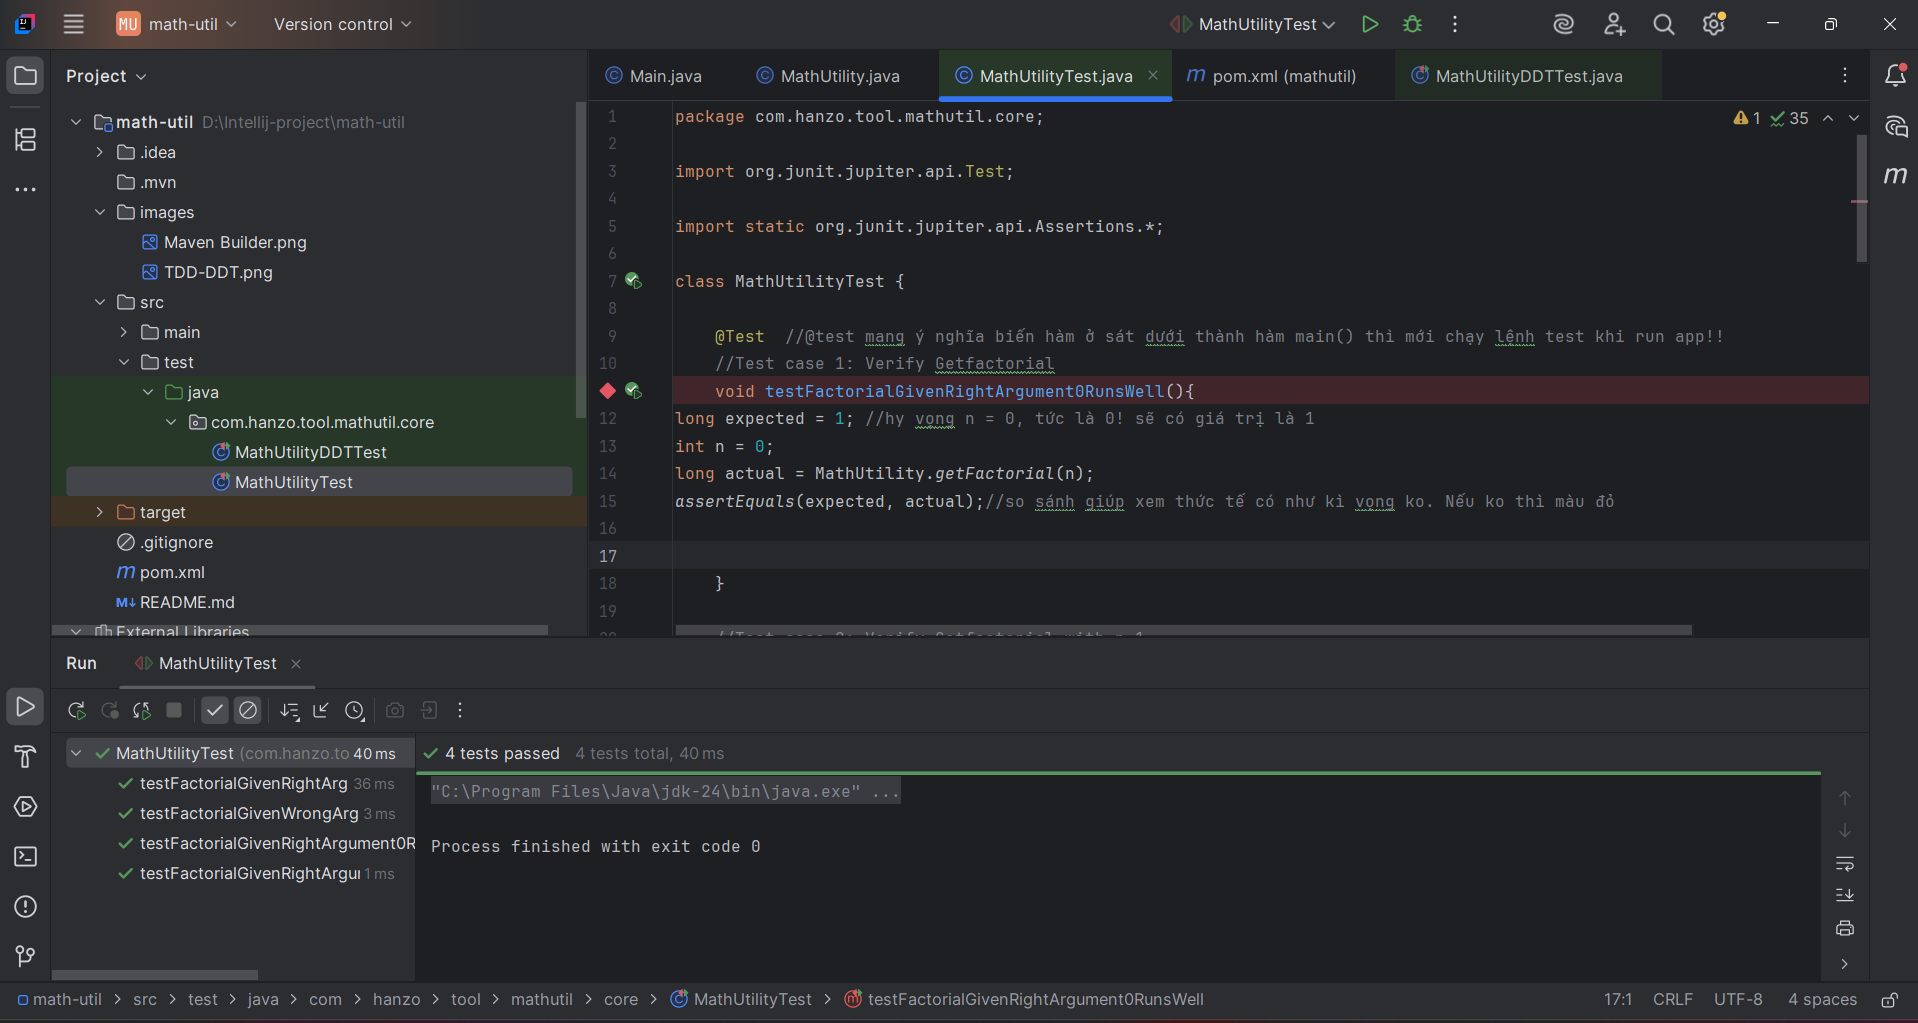 MU math-util
Version control
MathUtilityTest
Project
Main.java
MathUtility.java
MathUtilityTest.java
pom.xml (mathutil)
MathUtilityDDTTest.java
math-util D:\Intellij-project\math-util
.idea
.mvn
images
Maven Builder.png
TDD-DDT.png
src
main
test
java
com.hanzo.tool.mathutil.core
MathUtilityDDTTest
MathUtilityTest
target
.gitignore
pom.xml
README.md
External Libraries
1 35
1 package com.hanzo.tool.mathutil.core;
2
3 import org.junit.jupiter.api.Test;
4
5 import static org.junit.jupiter.api.Assertions.*;
6
7 class MathUtilityTest {
8
9 @Test //@test mang ý nghĩa biến hàm ở sát dưới thành hàm main() thì mới chạy lệnh test khi run app!!
10 //Test case 1: Verify Getfactorial
void testFactorialGivenRightArgument0RunsWell(){
12 long expected = 1; //hy vọng n = 0, tức là 0! sẽ có giá trị là 1
13 int n = 0;
14 long actual = MathUtility.getFactorial(n);
15 assertEquals(expected, actual);//so sánh giúp xem thức tế có như kì vọng ko. Nếu ko thì màu đỏ
16
17
18 }
19
20 //Test case 2: Verify Getfactorial with n 1
Run
MathUtilityTest
MathUtilityTest (com.hanzo.to 40 ms
testFactorialGivenRightArg 36 ms
testFactorialGivenWrongArg 3 ms
testFactorialGivenRightArgument0R
testFactorialGivenRightArgu 1 ms
4 tests passed 4 tests total, 40 ms
"C:\Program Files\Java\jdk-24\bin\java.exe" ...
Process finished with exit code 0
math-util > src > test > java > com > hanzo > tool > mathutil > core > MathUtilityTest > testFactorialGivenRightArgument0RunsWell
17:1 CRLF UTF-8 4 spaces